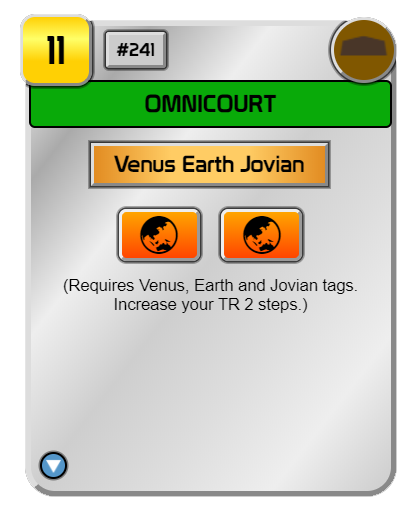 11
#241
OMNICOURT
Venus Earth Jovian
(Requires Venus, Earth and Jovian tags.
Increase your TR 2 steps.)